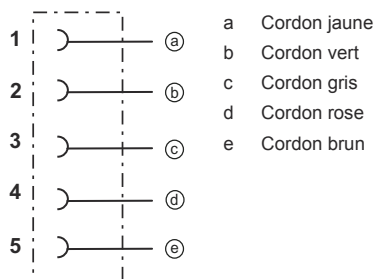 1 ⓐ
2 ⓑ
3 ⓒ
4 ⓓ
5 ⓔ
a Cordon jaune
b Cordon vert
c Cordon gris
d Cordon rose
e Cordon brun